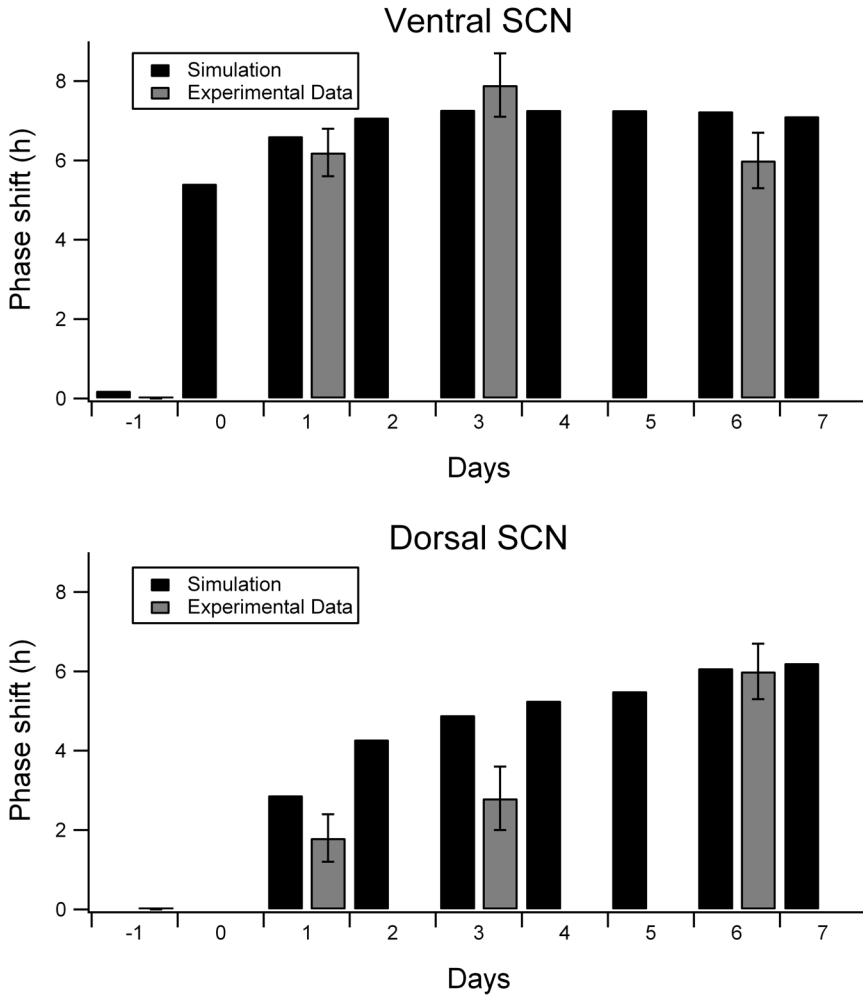 Ventral SCN
Simulation
Experimental Data
Phase shift (h)
8
6
4
2
0
-1 0 1 2 3 4 5 6 7
Days
Dorsal SCN
Simulation
Experimental Data
Phase shift (h)
8
6
4
2
0
-1 0 1 2 3 4 5 6 7
Days